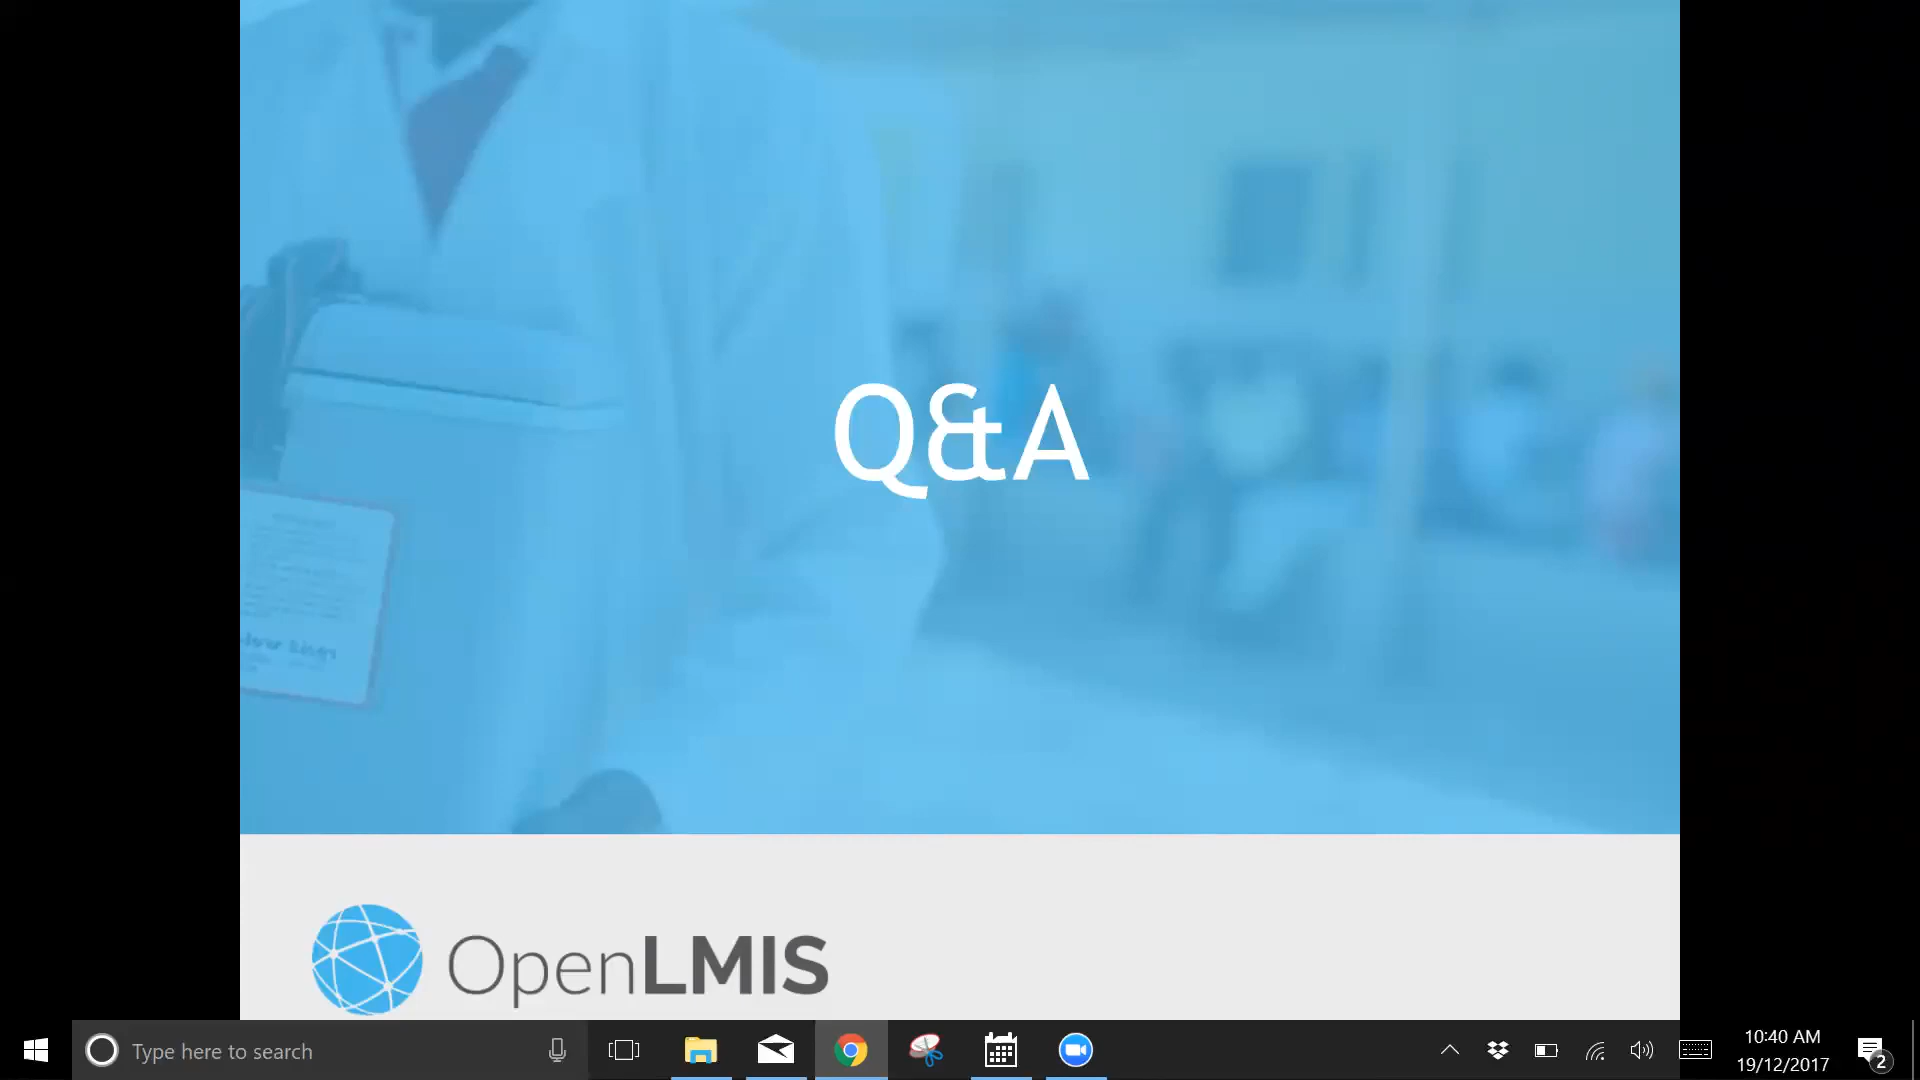 Q&A
OpenLMIS
Type here to search
10:40 AM
19/12/2017
2